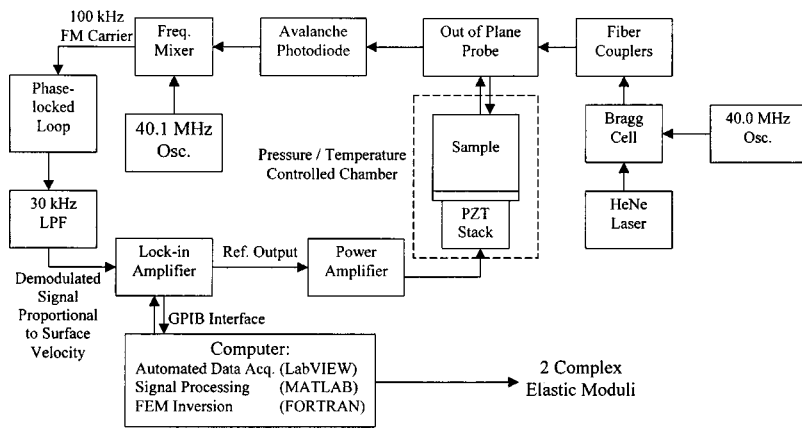 100 kHz
FM Carrier
Freq.
Mixer
Avalanche
Photodiode
Out of Plane
Probe
Fiber
Couplers
Phase-
locked
Loop
40.1 MHz
Osc.
Pressure / Temperature
Controlled Chamber
Sample
Bragg
Cell
40.0 MHz
Osc.
30 kHz
LPF
PZT
Stack
HeNe
Laser
Lock-in
Amplifier
Ref. Output
Power
Amplifier
Demodulated
Signal
Proportional
to Surface
Velocity
GPIB Interface
Computer:
Automated Data Acq. (LabVIEW)
Signal Processing (MATLAB)
FEM Inversion (FORTRAN)
2 Complex
Elastic Moduli